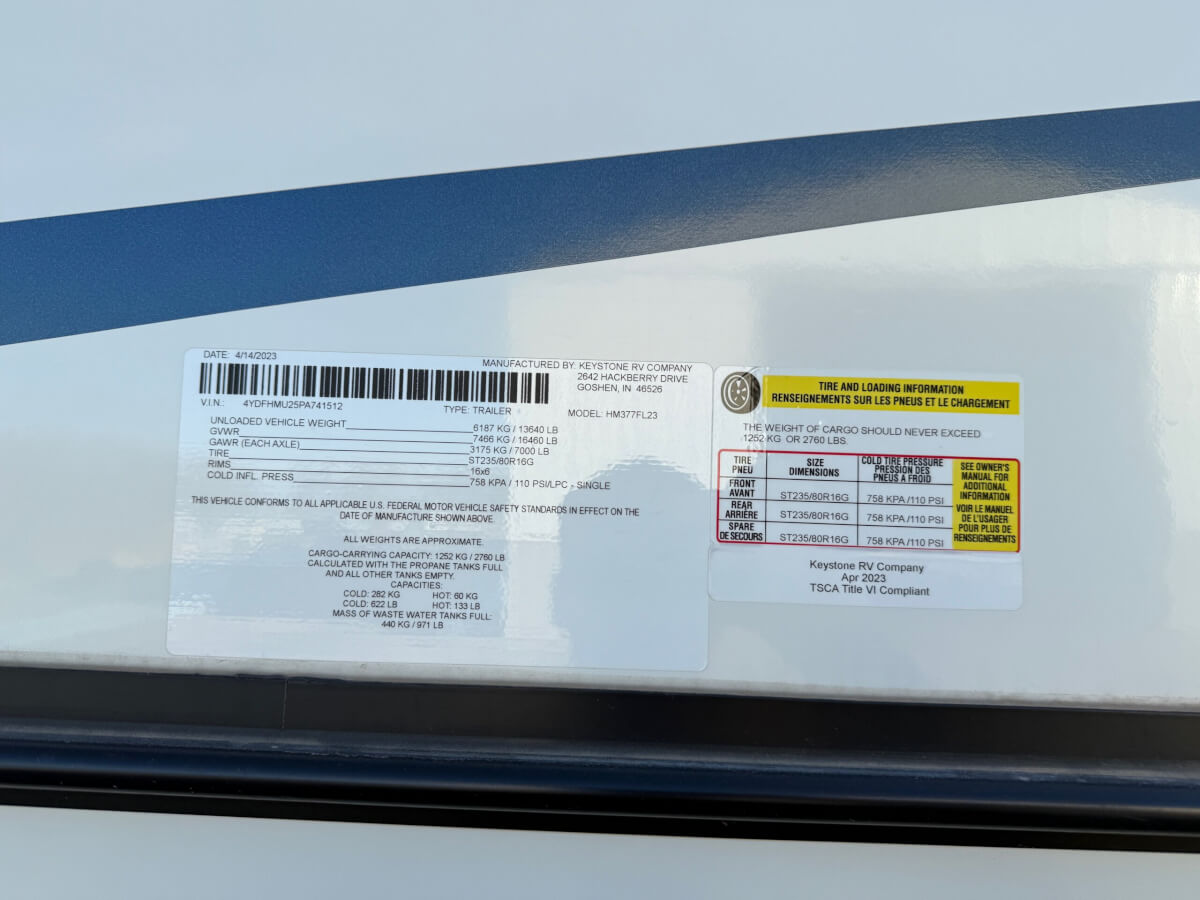 DATE: 4/14/2023
MANUFACTURED BY: KEYSTONE RV COMPANY
2642 HACKBERRY DRIVE
GOSHEN, IN 46526
V.I.N.: 4YDFHMU25PA741512
TYPE: TRAILER
MODEL: HM377FL23
UNLOADED VEHICLE WEIGHT 6187 KG / 13640 LB
GVWR 7466 KG / 16460 LB
GAWR (EACH AXLE) 3175 KG / 7000 LB
TIRE ST235/80R16G
RIMS 16x6
COLD INFL. PRESS 758 KPA / 110 PSI/LPC - SINGLE
THIS VEHICLE CONFORMS TO ALL APPLICABLE U.S. FEDERAL MOTOR VEHICLE SAFETY STANDARDS IN EFFECT ON THE
DATE OF MANUFACTURE SHOWN ABOVE.
ALL WEIGHTS ARE APPROXIMATE.
CARGO-CARRYING CAPACITY: 1252 KG / 2760 LB
CALCULATED WITH THE PROPANE TANKS FULL
AND ALL OTHER TANKS EMPTY.
CAPACITIES:
COLD: 282 KG HOT: 60 KG
COLD: 622 LB HOT: 133 LB
MASS OF WASTE WATER TANKS FULL:
440 KG / 971 LB
TIRE AND LOADING INFORMATION
RENSEIGNEMENTS SUR LES PNEUS ET LE CHARGEMENT
THE WEIGHT OF CARGO SHOULD NEVER EXCEED
1252 KG OR 2760 LBS.
TIRE
PNEU
SIZE
DIMENSIONS
COLD TIRE PRESSURE
PRESSION DES
PNEUS A FROID
FRONT
AVANT
ST235/80R16G 758 KPA /110 PSI
REAR
ARRIÈRE
ST235/80R16G 758 KPA /110 PSI
SPARE
DE SECOURS
ST235/80R16G 758 KPA /110 PSI
SEE OWNER'S
MANUAL FOR
ADDITIONAL
INFORMATION
VOIR LE MANUEL
DE L'USAGER
POUR PLUS DE
RENSEIGNEMENTS
Keystone RV Company
Apr 2023
TSCA Title VI Compliant